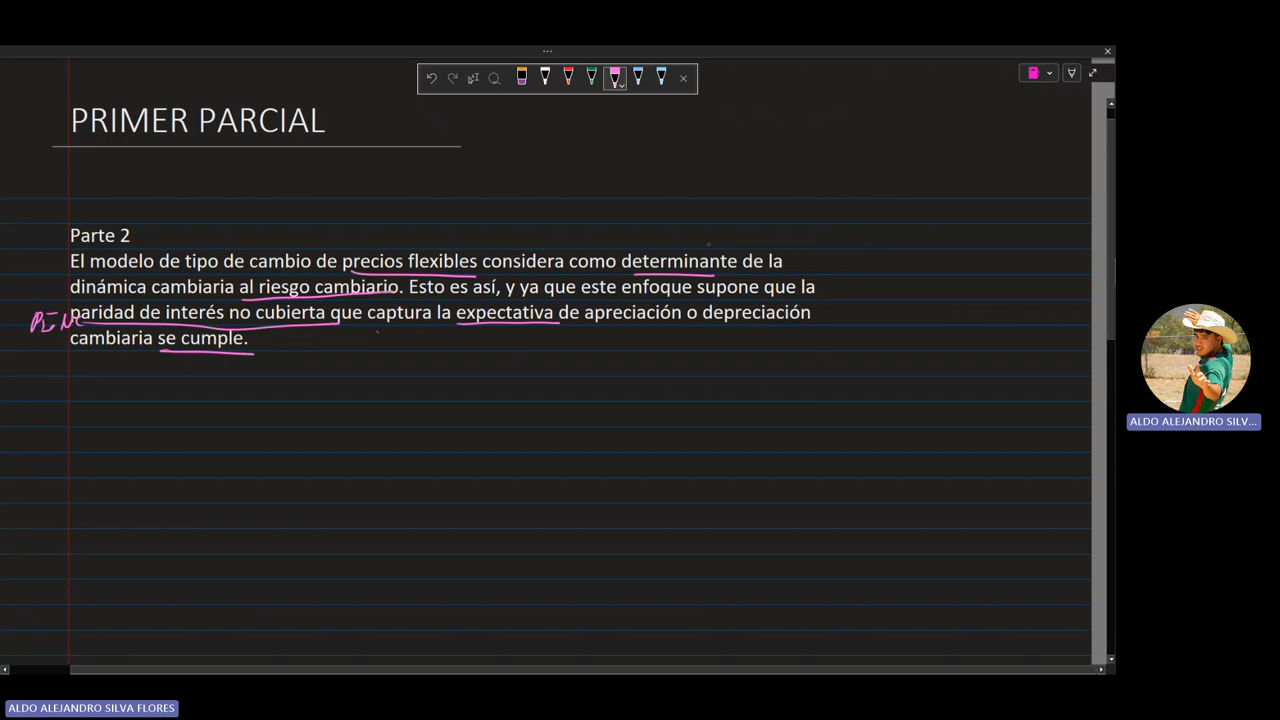 PRIMER PARCIAL
Parte 2
El modelo de tipo de cambio de precios flexibles considera como determinante de la
dinámica cambiaria al riesgo cambiario. Esto es así, y ya que este enfoque supone que la
paridad de interés no cubierta que captura la expectativa de apreciación o depreciación
cambiaria se cumple.
ALDO ALEJANDRO SILV...
ALDO ALEJANDRO SILVA FLORES